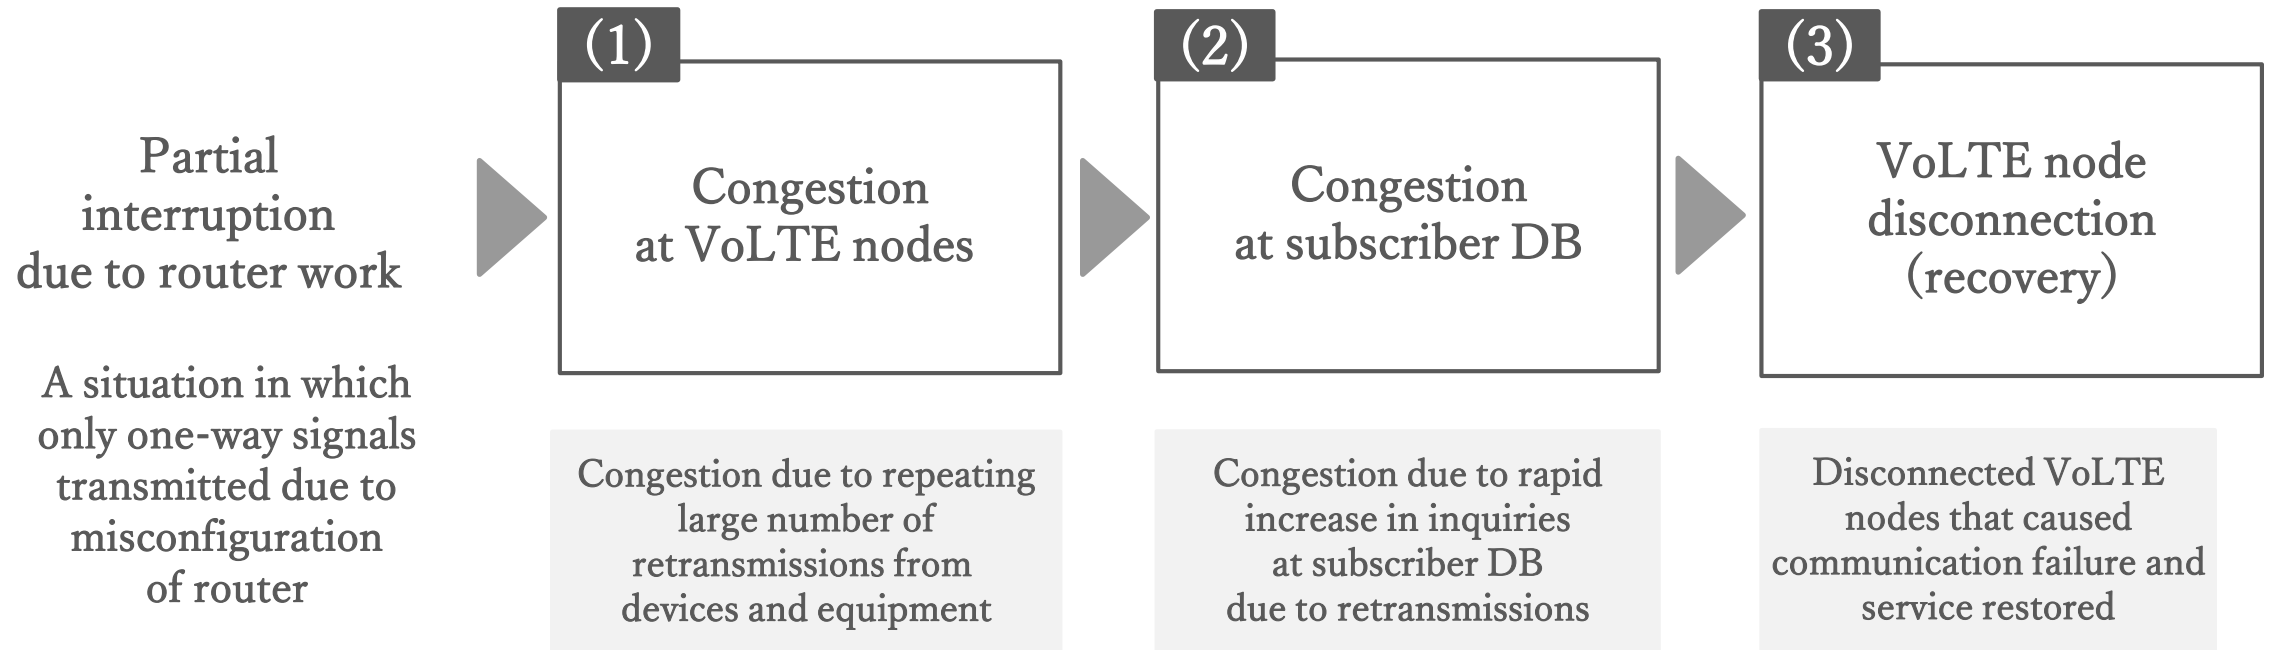 Partial
interruption
due to router work
A situation in which
only one-way signals
transmitted due to
misconfiguration
of router
(1)
Congestion
at VoLTE nodes
Congestion due to repeating
large number of
retransmissions from
devices and equipment
(2)
Congestion
at subscriber DB
Congestion due to rapid
increase in inquiries
at subscriber DB
due to retransmissions
(3)
VoLTE node
disconnection
(recovery)
Disconnected VoLTE
nodes that caused
communication failure and
service restored